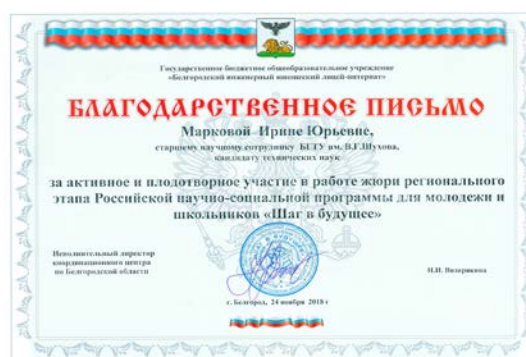 Государственное бюджетное общеобразовательное учреждение
«Белгородский инженерный юношеский лицей-интернат»
БЛАГОДАРСТВЕННОЕ ПИСЬМО
Марковой Ирине Юрьевне,
старшему научному сотруднику БГТУ им. В.Г.Шухова,
кандидату технических наук
за активное и плодотворное участие в работе жюри регионального
этапа Российской научно-социальной программы для молодежи и
школьников «Шаг в будущее»
Исполнительный директор
координационного центра
по Белгородской области
Н.И.
г. Белгород, 24 ноября 2018 г